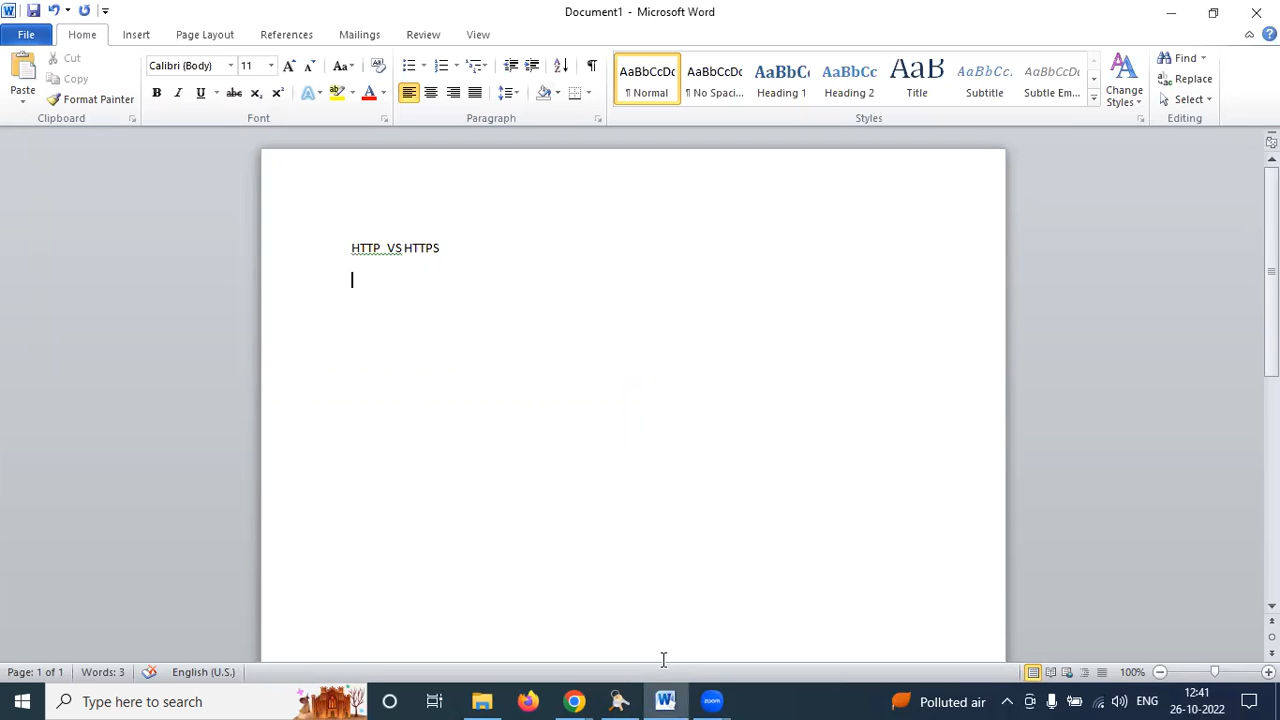 Document1 - Microsoft Word
File Home Insert Page Layout References Mailings Review View
Paste
Cut
Copy
Format Painter
Clipboard
Calibri (Body) 11
Font
Paragraph
AaBbCcDc AaBbCcDc AaBbC AaBbCc AaB AaBbCc. AaBbCcDc
¶ Normal ¶ No Spaci... Heading 1 Heading 2 Title Subtitle Subtle Em...
Change
Styles
Styles
Find
Replace
Select
Editing
HTTP VS HTTPS
Page: 1 of 1 Words: 3 English (U.S.) 100%
Type here to search
zoom
Polluted air
ENG
12:41
26-10-2022